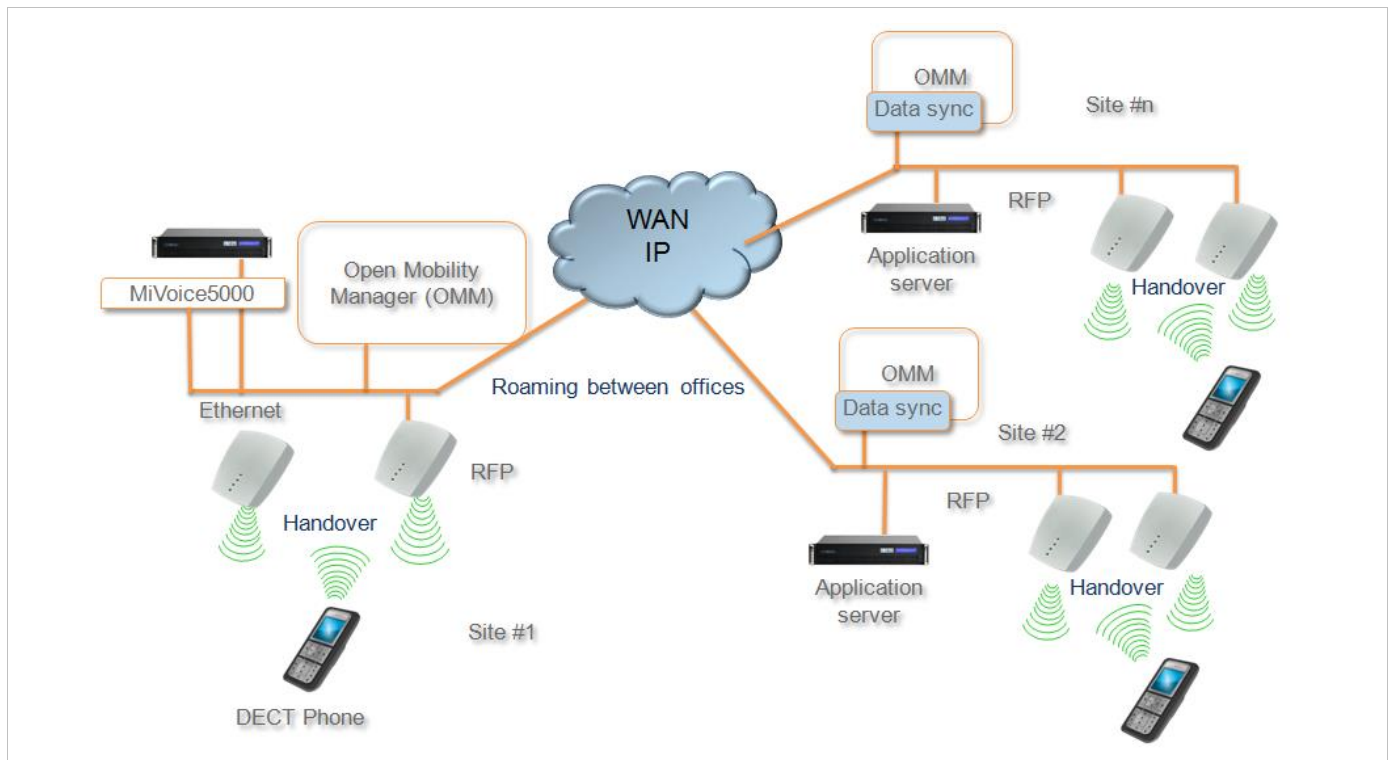 OMM
Data sync
Site #n
WAN
IP
RFP
Application
server
Handover
MiVoice5000
Open Mobility
Manager (OMM)
Roaming between offices
Ethernet
RFP
Handover
Site #1
DECT Phone
OMM
Data sync
Site #2
RFP
Application
server
Handover